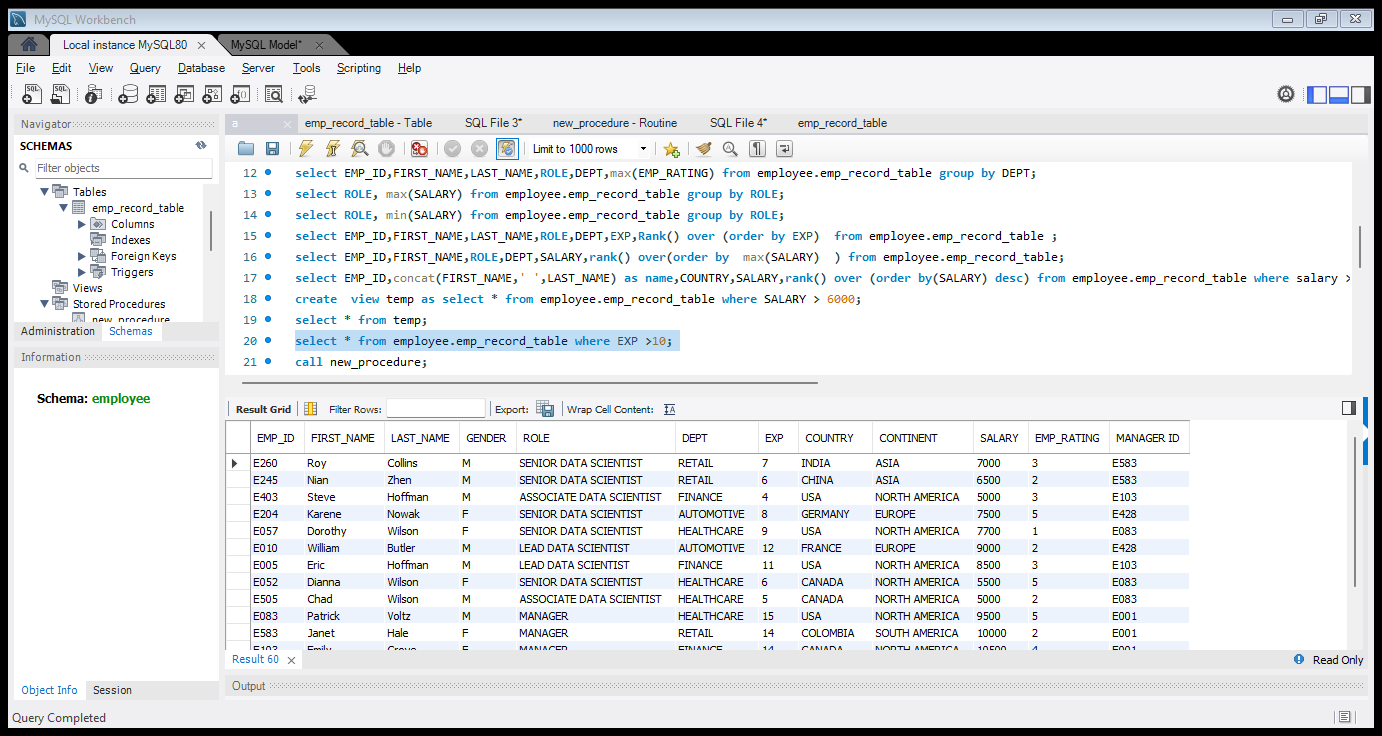 MySQL Workbench
Local instance MySQL80
MySQL Model*
File Edit View Query Database Server Tools Scripting Help
Navigator
SCHEMAS
Filter objects
Tables
emp_record_table
Columns
Indexes
Foreign Keys
Triggers
Views
Stored Procedures
new_procedure
Administration Schemas
Information
Schema: employee
Object Info Session
a emp_record_table - Table SQL File 3* new_procedure - Routine SQL File 4* emp_record_table
Limit to 1000 rows
12 select EMP_ID,FIRST_NAME,LAST_NAME,ROLE,DEPT,max(EMP_RATING) from employee.emp_record_table group by DEPT;
13 select ROLE, max(SALARY) from employee.emp_record_table group by ROLE;
14 select ROLE, min(SALARY) from employee.emp_record_table group by ROLE;
15 select EMP_ID,FIRST_NAME,LAST_NAME,ROLE,DEPT,EXP,Rank() over (order by EXP)  from employee.emp_record_table ;
16 select EMP_ID,FIRST_NAME,ROLE,DEPT,SALARY,rank() over(order by  max(SALARY)  ) from employee.emp_record_table;
17 select EMP_ID,concat(FIRST_NAME,' ',LAST_NAME) as name,COUNTRY,SALARY,rank() over (order by(SALARY) desc) from employee.emp_record_table where salary >
18 create  view temp as select * from employee.emp_record_table where SALARY > 6000;
19 select * from temp;
20 select * from employee.emp_record_table where EXP >10;
21 call new_procedure;
Result Grid Filter Rows: Export: Wrap Cell Content:
EMP_ID FIRST_NAME LAST_NAME GENDER ROLE DEPT EXP COUNTRY CONTINENT SALARY EMP_RATING MANAGER ID
E260 Roy Collins M SENIOR DATA SCIENTIST RETAIL 7 INDIA ASIA 7000 3 E583
E245 Nian Zhen M SENIOR DATA SCIENTIST RETAIL 6 CHINA ASIA 6500 2 E583
E403 Steve Hoffman M ASSOCIATE DATA SCIENTIST FINANCE 4 USA NORTH AMERICA 5000 3 E103
E204 Karene Nowak F SENIOR DATA SCIENTIST AUTOMOTIVE 8 GERMANY EUROPE 7500 5 E428
E057 Dorothy Wilson F SENIOR DATA SCIENTIST HEALTHCARE 9 USA NORTH AMERICA 7700 1 E083
E010 William Butler M LEAD DATA SCIENTIST AUTOMOTIVE 12 FRANCE EUROPE 9000 2 E428
E005 Eric Hoffman M LEAD DATA SCIENTIST FINANCE 11 USA NORTH AMERICA 8500 3 E103
E052 Dianna Wilson F SENIOR DATA SCIENTIST HEALTHCARE 6 CANADA NORTH AMERICA 5500 5 E083
E505 Chad Wilson M ASSOCIATE DATA SCIENTIST HEALTHCARE 5 CANADA NORTH AMERICA 5000 2 E083
E083 Patrick Voltz M MANAGER HEALTHCARE 15 USA NORTH AMERICA 9500 5 E001
E583 Janet Hale F MANAGER RETAIL 14 COLOMBIA SOUTH AMERICA 10000 2 E001
E103 Emily Grove F MANAGER FINANCE 14 CANADA NORTH AMERICA 10500 4 E001
Result 60
Read Only
Output
Query Completed